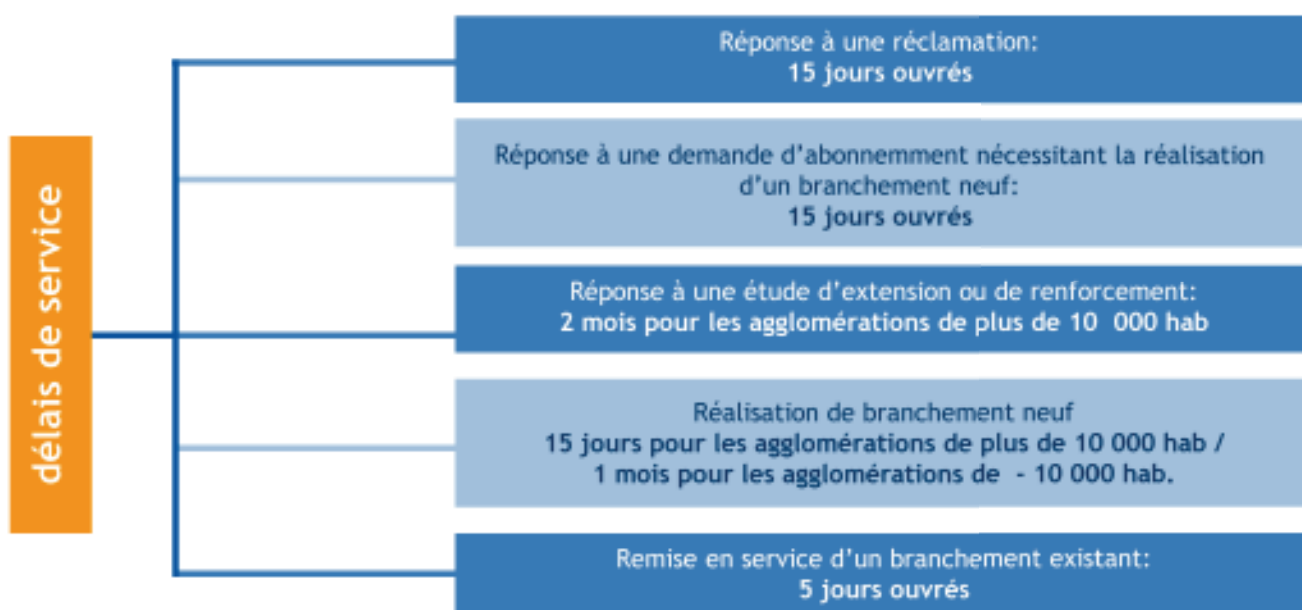 délais de service
Réponse à une réclamation:
15 jours ouvrés
Réponse à une demande d'abonnemment nécessitant la réalisation
d'un branchement neuf:
15 jours ouvrés
Réponse à une étude d'extension ou de renforcement:
2 mois pour les agglomérations de plus de 10 000 hab
Réalisation de branchement neuf
15 jours pour les agglomérations de plus de 10 000 hab /
1 mois pour les agglomérations de - 10 000 hab.
Remise en service d'un branchement existant:
5 jours ouvrés